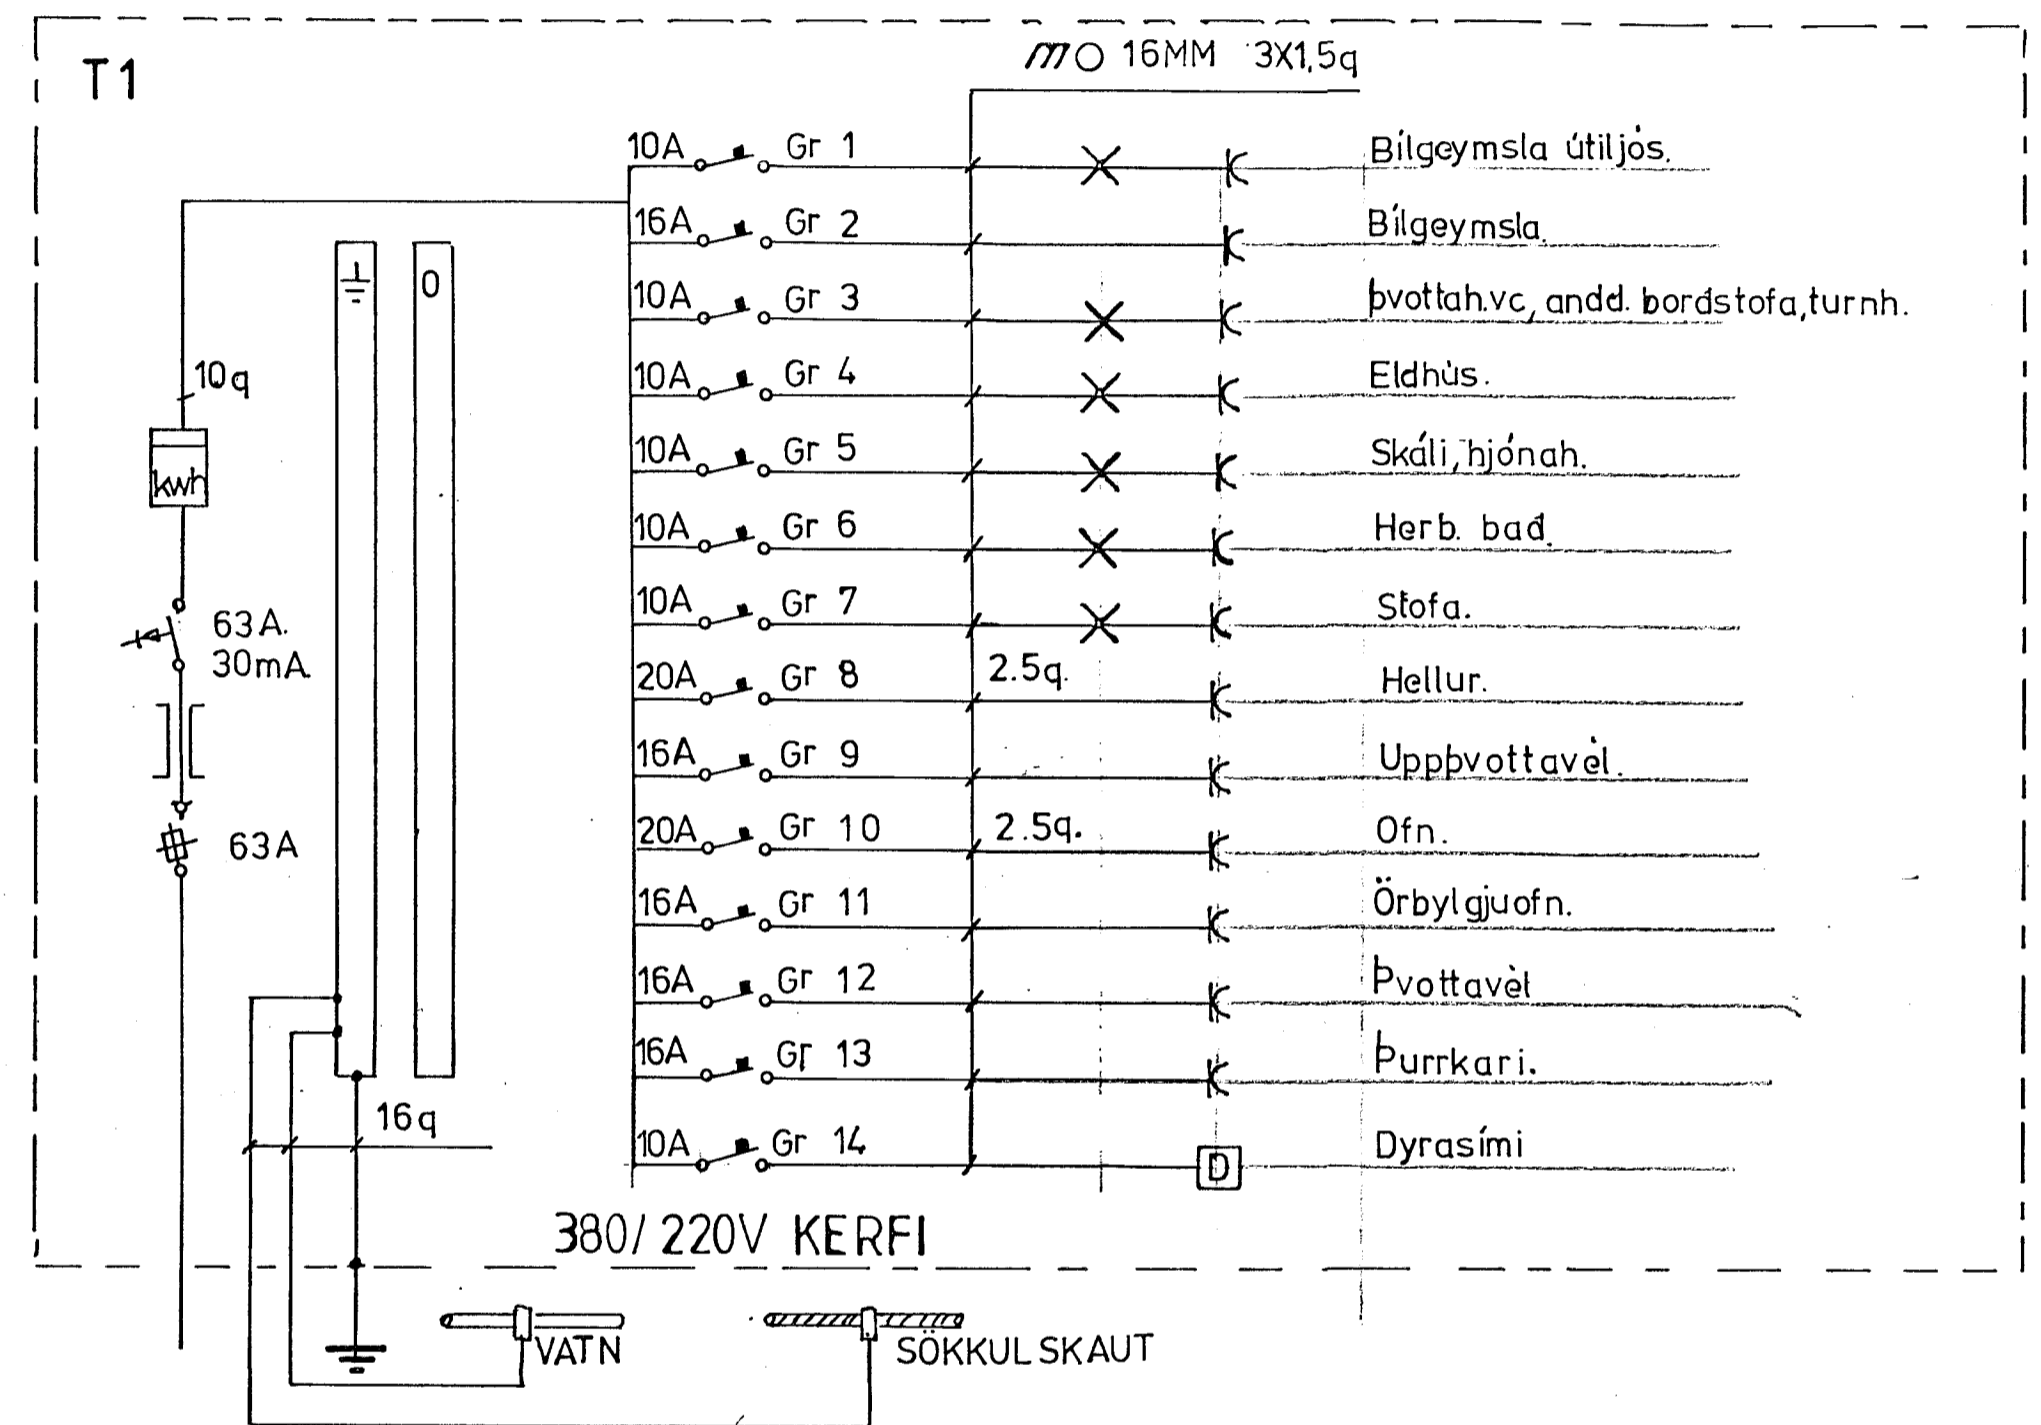 T1
16MM 3X1,5q
10A Gr 1 Bílgeymsla útiljós.
16A Gr 2 Bílgeymsla.
0
10A Gr 3 þvottah.vc, andd. bordstofa, turnh.
10q
10A Gr 4 Eldhùs.
kwh
10A Gr 5 Skáli, hjónah.
10A Gr 6 Herb. bað.
63A.
30mA.
10A Gr 7 Stofa.
20A Gr 8 2.5q. Hellur.
16A Gr 9 Uppþvottavèl.
63A
20A Gr 10 2.5q. Ofn.
16A Gr 11 Örbylgjuofn.
16A Gr 12 Þvottavèl
16A Gr 13 Þurrkari.
16q
10A Gr 14 D Dyrasími
380/220V KERFI
VATN
SÖKKULSKAUT